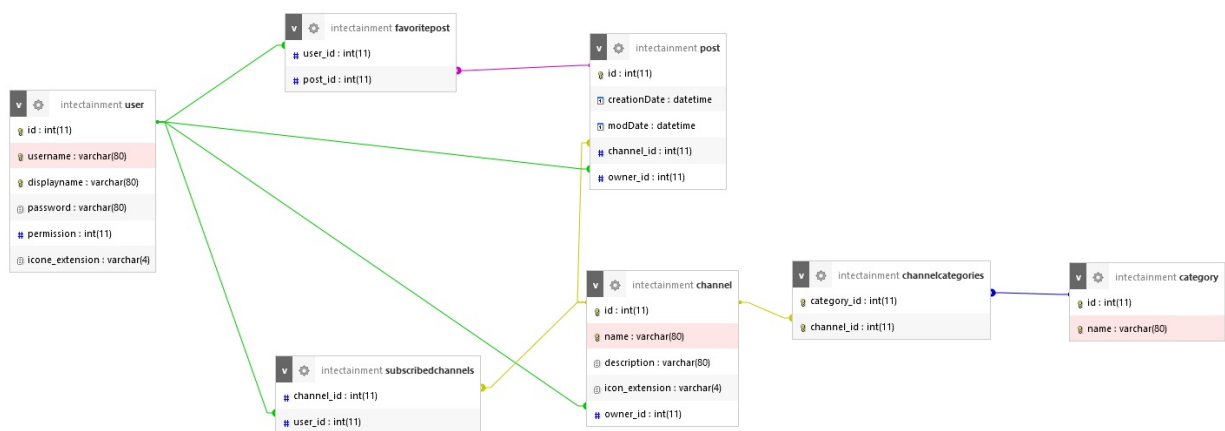 v intectainment favoritepost
user_id : int(11)
post_id : int(11)
v intectainment post
id : int(11)
creationDate : datetime
modDate : datetime
channel_id : int(11)
owner_id : int(11)
v intectainment user
id : int(11)
username : varchar(80)
displayname : varchar(80)
password : varchar(80)
permission : int(11)
icone_extension : varchar(4)
v intectainment channel
id : int(11)
name : varchar(80)
description : varchar(80)
icon_extension : varchar(4)
owner_id : int(11)
v intectainment channelcategories
category_id : int(11)
channel_id : int(11)
v intectainment category
id : int(11)
name : varchar(80)
v intectainment subscribedchannels
channel_id : int(11)
user_id : int(11)